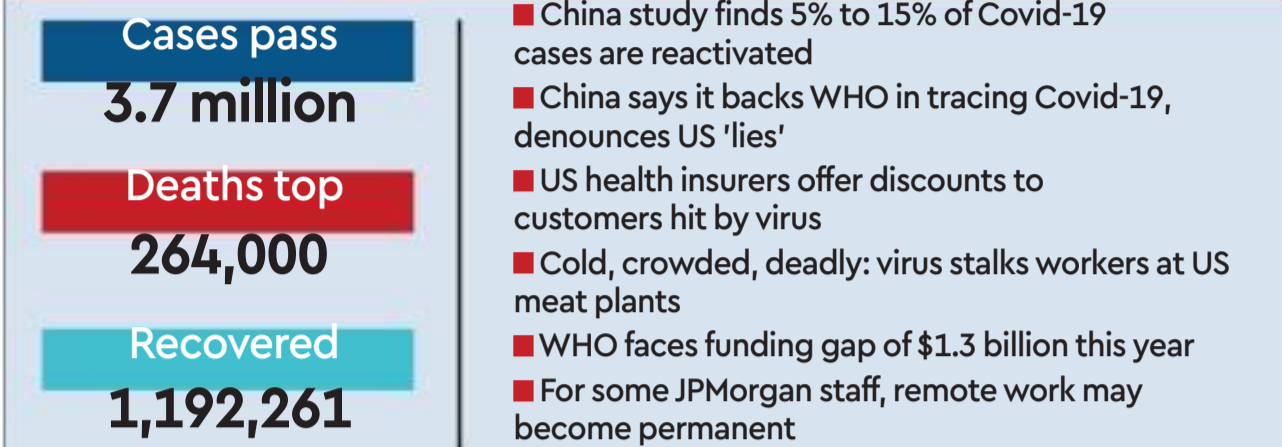 Cases pass
3.7 million
Deaths top
264,000
Recovered
1,192,261
■ China study finds 5% to 15% of Covid-19
cases are reactivated
■ China says it backs WHO in tracing Covid-19,
denounces US 'lies'
■ US health insurers offer discounts to
customers hit by virus
■ Cold, crowded, deadly: virus stalks workers at US
meat plants
■ WHO faces funding gap of $1.3 billion this year
■ For some JPMorgan staff, remote work may
become permanent